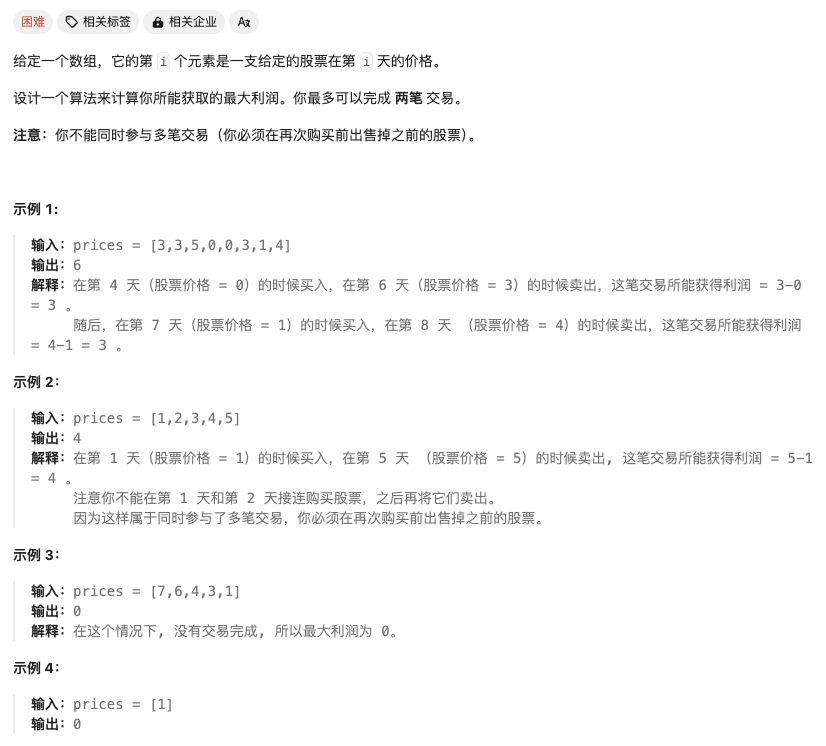 困难 相关标签 相关企业
给定一个数组，它的第 i 个元素是一支给定的股票在第 i 天的价格。
设计一个算法来计算你所能获取的最大利润。你最多可以完成 两笔 交易。
注意：你不能同时参与多笔交易（你必须在再次购买前出售掉之前的股票）。
示例 1:
输入：prices = [3,3,5,0,0,3,1,4]
输出：6
解释：在第 4 天（股票价格 = 0）的时候买入，在第 6 天（股票价格 = 3）的时候卖出，这笔交易所能获得利润 = 3-0
= 3 。
随后，在第 7 天（股票价格 = 1）的时候买入，在第 8 天 （股票价格 = 4）的时候卖出，这笔交易所能获得利润
= 4-1 = 3 。
示例 2：
输入：prices = [1,2,3,4,5]
输出：4
解释：在第 1 天（股票价格 = 1）的时候买入，在第 5 天 （股票价格 = 5）的时候卖出, 这笔交易所能获得利润 = 5-1
= 4 。
注意你不能在第 1 天和第 2 天接连购买股票，之后再将它们卖出。
因为这样属于同时参与了多笔交易，你必须在再次购买前出售掉之前的股票。
示例 3：
输入：prices = [7,6,4,3,1]
输出：0
解释：在这个情况下, 没有交易完成, 所以最大利润为 0。
示例 4：
输入：prices = [1]
输出：0